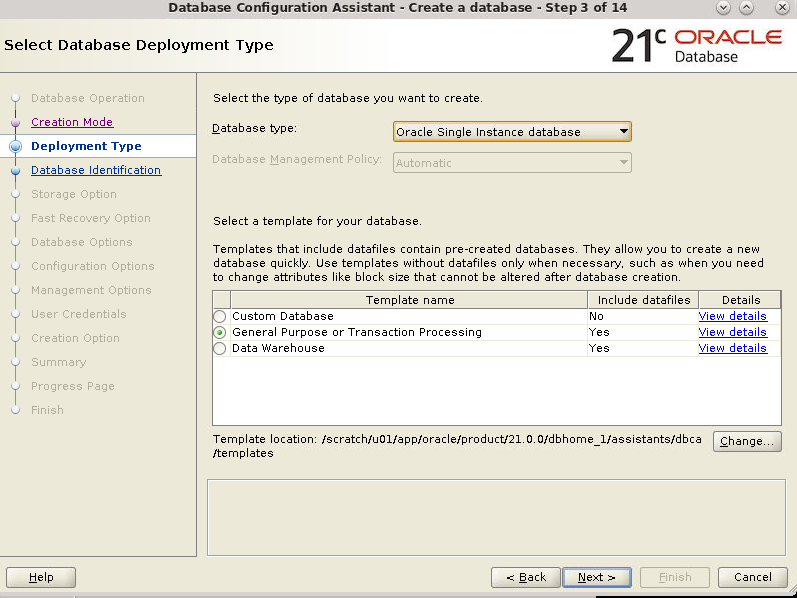 Database Configuration Assistant - Create a database - Step 3 of 14
Select Database Deployment Type
21c ORACLE
Database
Database Operation
Creation Mode
Deployment Type
Database Identification
Storage Option
Fast Recovery Option
Database Options
Configuration Options
Management Options
User Credentials
Creation Option
Summary
Progress Page
Finish
Select the type of database you want to create.
Database type: Oracle Single Instance database
Database Management Policy: Automatic
Select a template for your database.
Templates that include datafiles contain pre-created databases. They allow you to create a new
database quickly. Use templates without datafiles only when necessary, such as when you need
to change attributes like block size that cannot be altered after database creation.
Template name Include datafiles Details
Custom Database No View details
General Purpose or Transaction Processing Yes View details
Data Warehouse Yes View details
Template location: /scratch/u01/app/oracle/product/21.0.0/dbhome_1/assistants/dbca
/templates
Change...
Help < Back Next > Finish Cancel